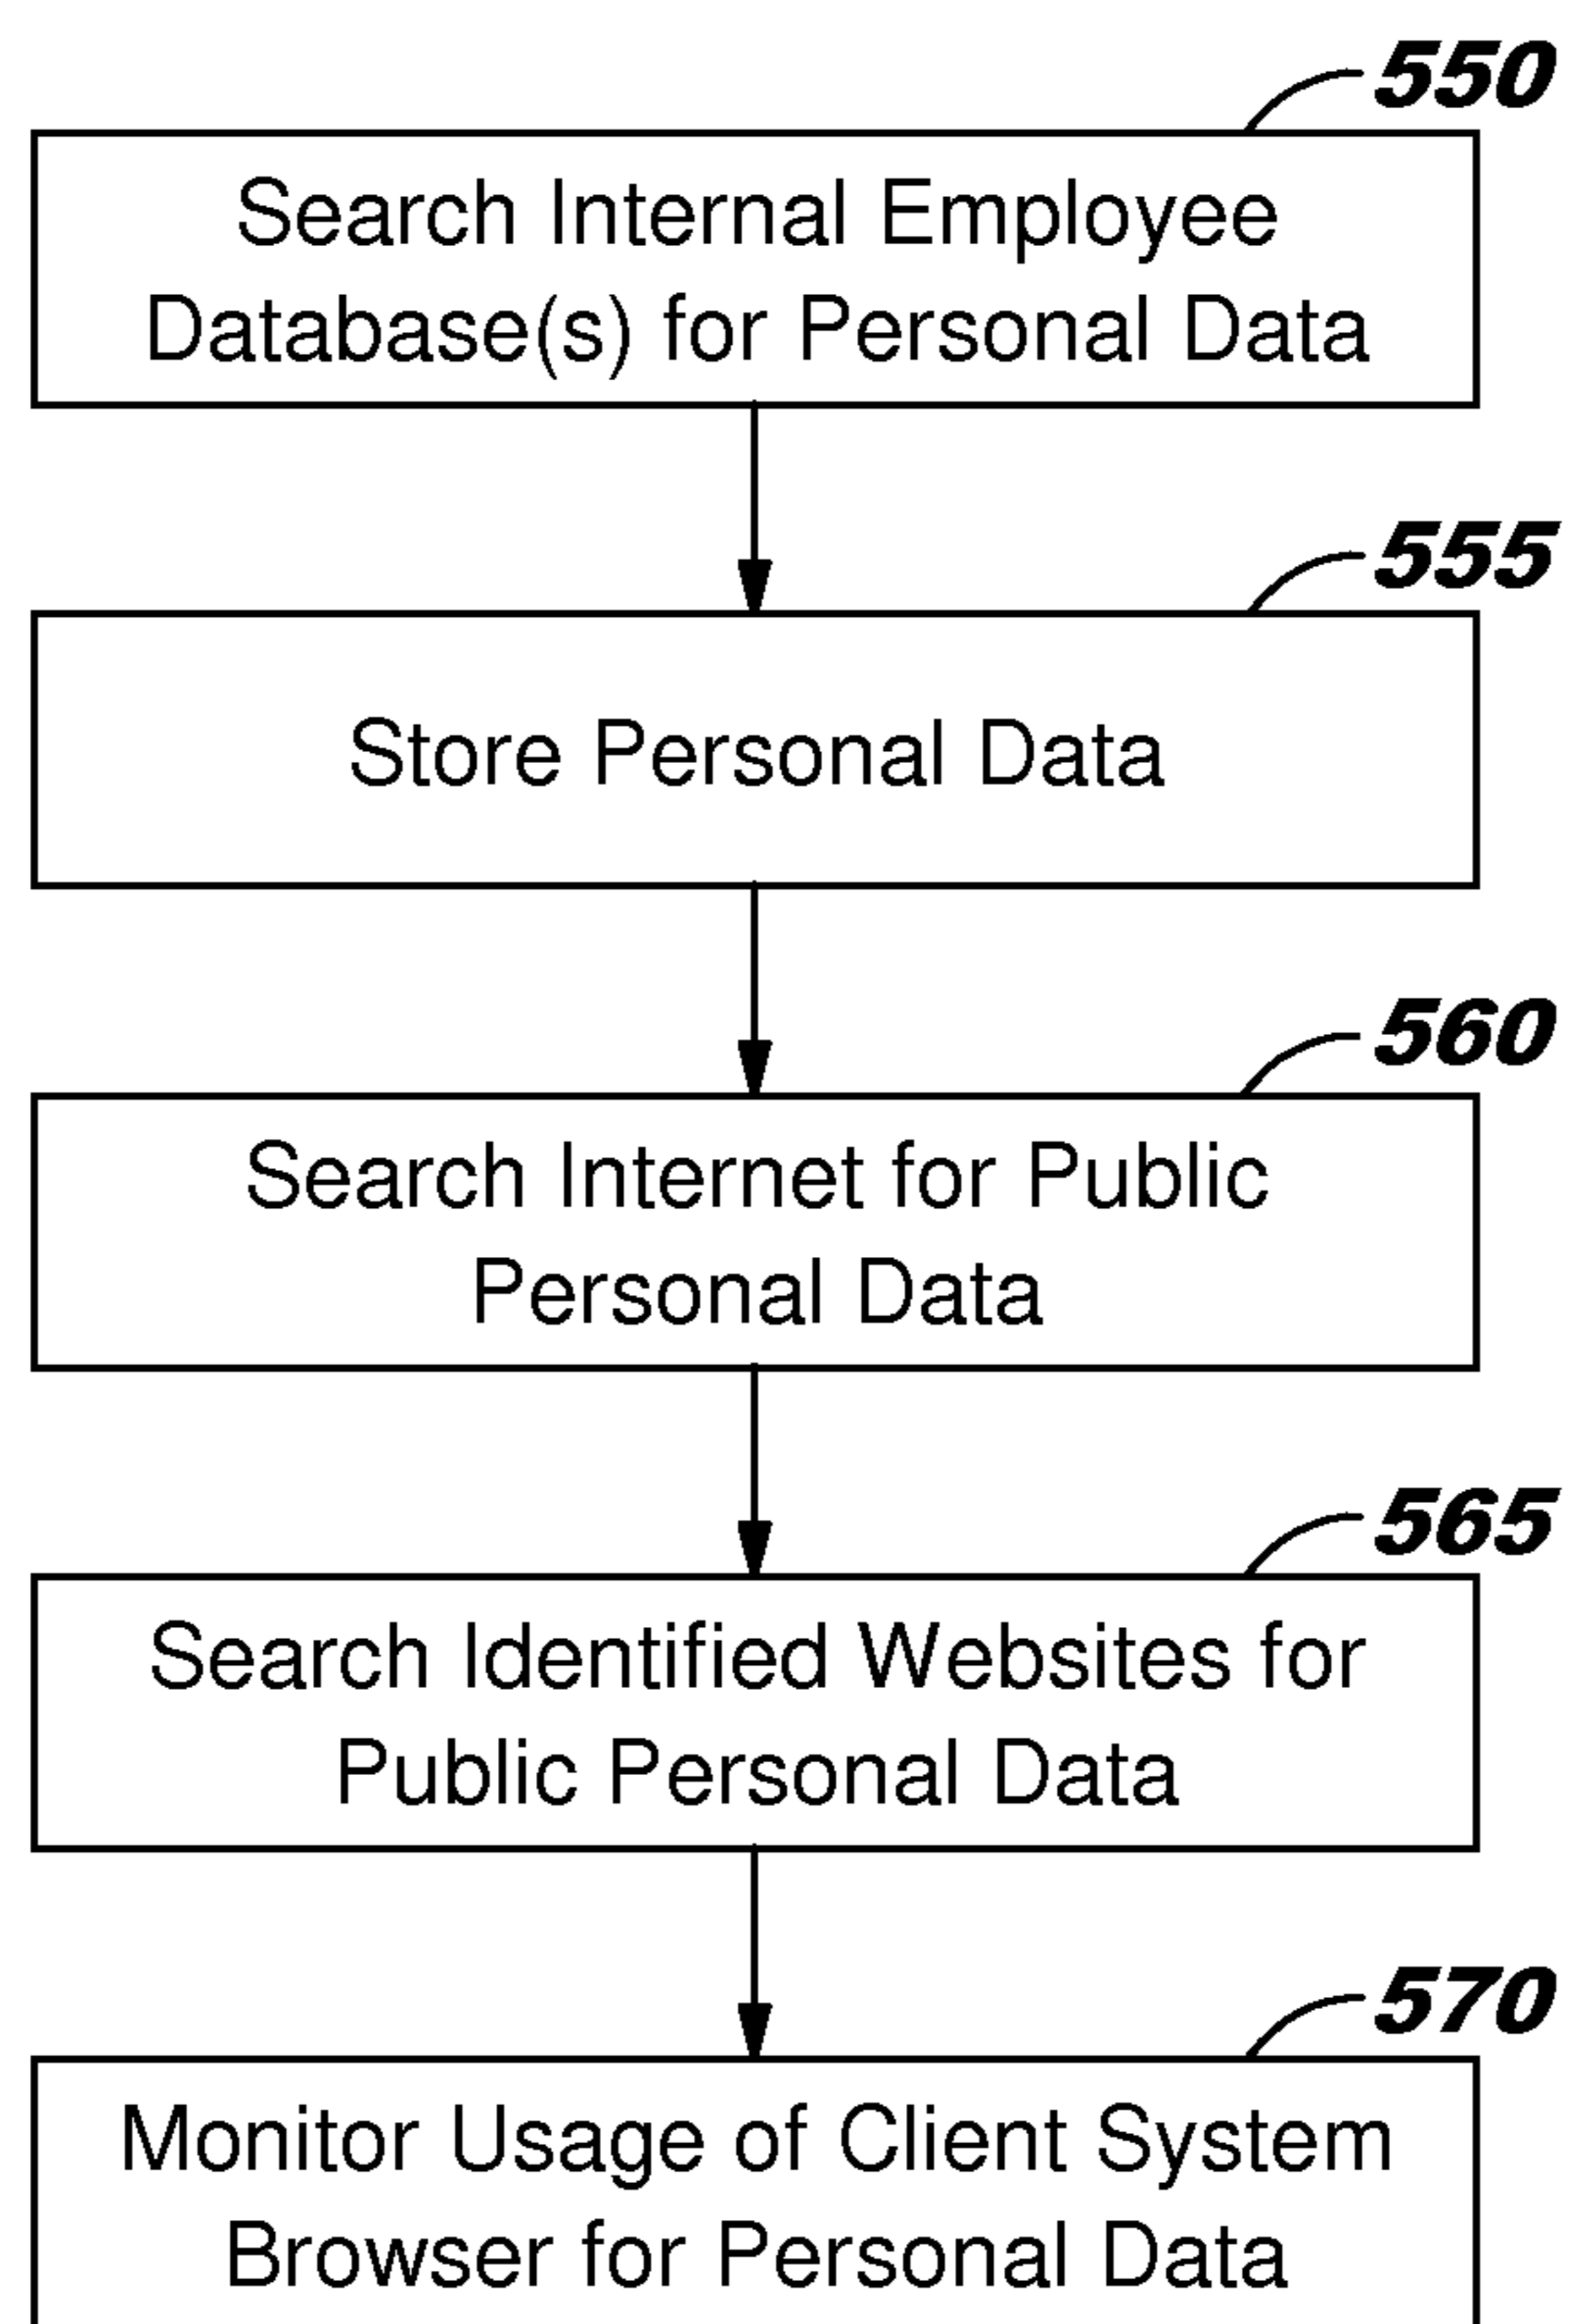 550
Search Internal Employee
Database(s) for Personal Data
555
Store Personal Data
560
Search Internet for Public
Personal Data
565
Search Identified Websites for
Public Personal Data
570
Monitor Usage of Client System
Browser for Personal Data